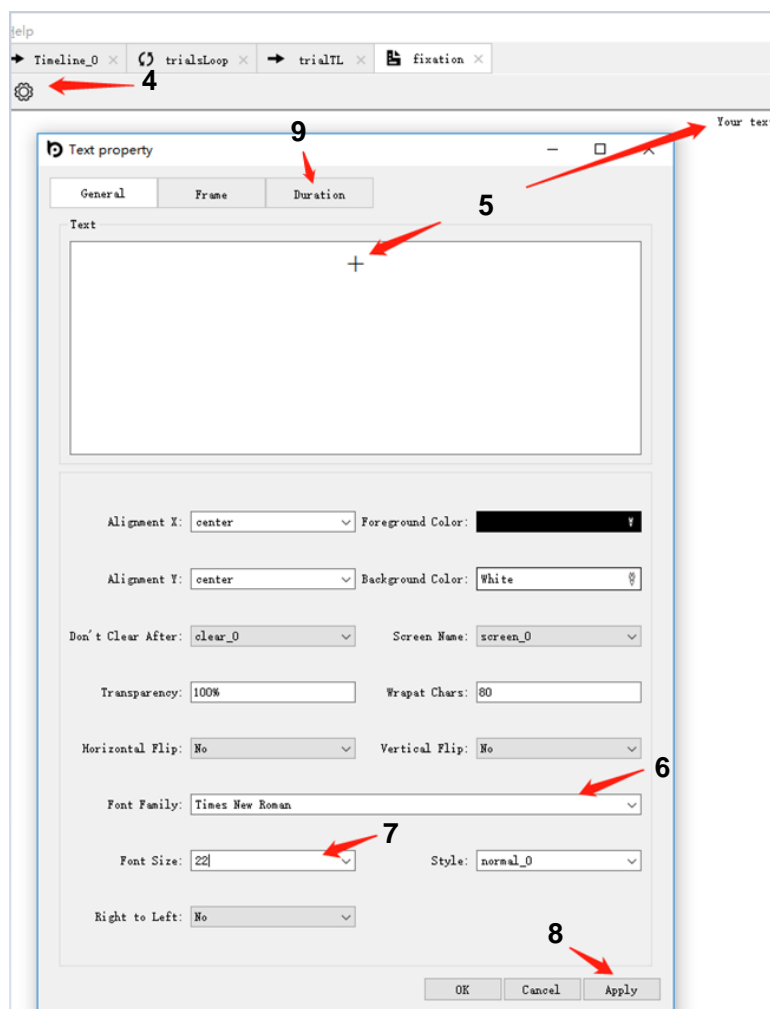 Help
Timeline_0 × trialsLoop × trialTL × fixation ×
4
Your tex
9
Text property
General Frame Duration
5
Text
+
Alignment X: center Foreground Color:
Alignment Y: center Background Color: White
Don't Clear After: clear_0 Screen Name: screen_0
Transparency: 100% Wrapat Chars: 80
Horizontal Flip: No Vertical Flip: No
6
Font Family: Times New Roman
7
Font Size: 22 Style: normal_0
Right to Left: No
8
OK Cancel Apply